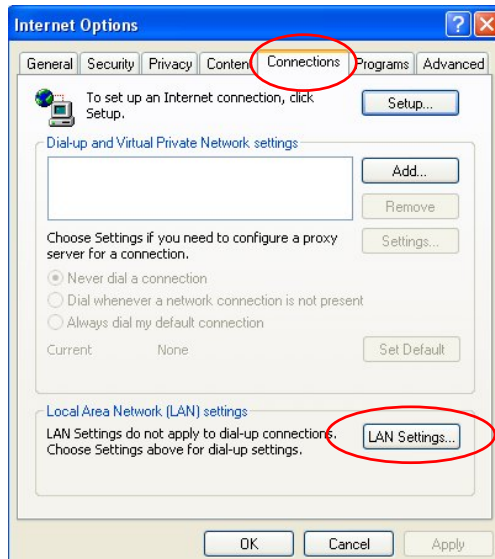 Internet Options
General Security Privacy Content Connections Programs Advanced
To set up an Internet connection, click
Setup.
Setup...
Dial-up and Virtual Private Network settings
Add...
Remove
Choose Settings if you need to configure a proxy
server for a connection.
Settings...
Never dial a connection
Dial whenever a network connection is not present
Always dial my default connection
Current None
Set Default
Local Area Network (LAN) settings
LAN Settings do not apply to dial-up connections.
Choose Settings above for dial-up settings.
LAN Settings...
OK Cancel Apply